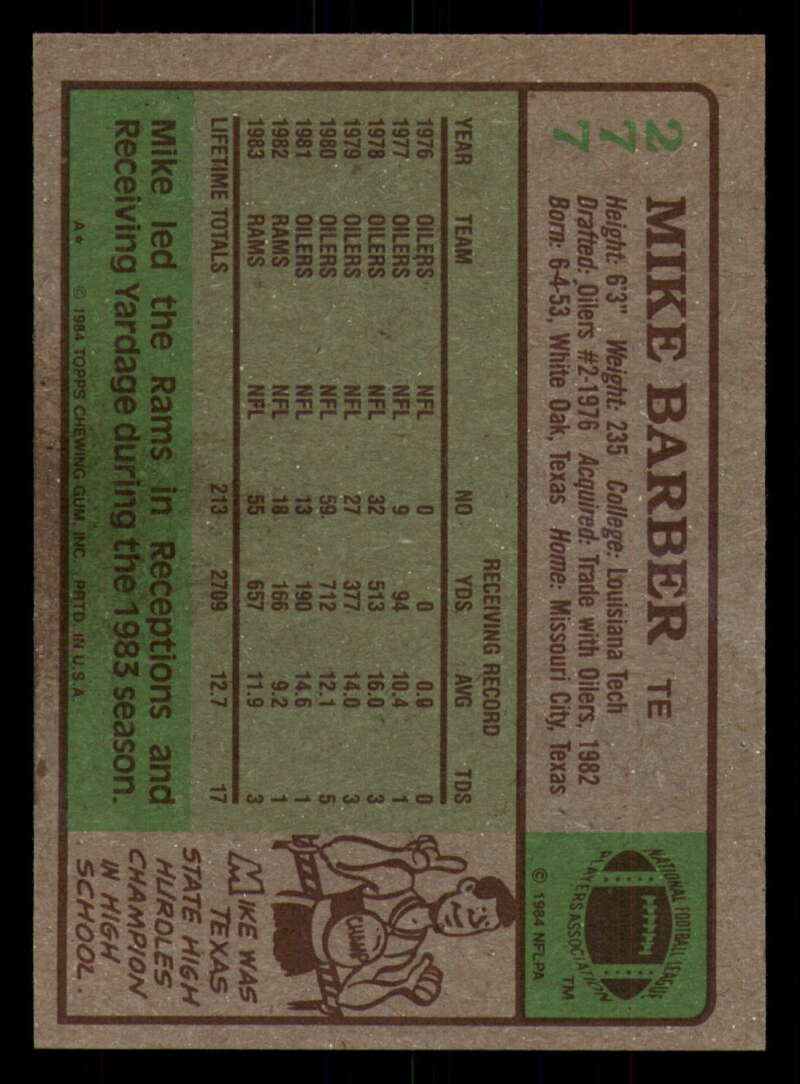 277
MIKE BARBER TE
Height: 6'3" Weight: 235 College: Louisiana Tech
Drafted: Oilers #2-1976 Acquired: Trade with Oilers, 1982
Born: 6-4-53, White Oak, Texas Home: Missouri City, Texas
NATIONAL FOOTBALL LEAGUE
PLAYERS ASSOCIATION
TM
© 1984 NFLPA
RECEIVING RECORD
YEAR TEAM NO YDS AVG TDS
1976 OILERS NFL 0 0 0.0 0
1977 OILERS NFL 9 94 10.4 1
1978 OILERS NFL 32 513 16.0 3
1979 OILERS NFL 27 377 14.0 3
1980 OILERS NFL 59 712 12.1 5
1981 OILERS NFL 13 190 14.6 1
1982 RAMS NFL 18 166 9.2 1
1983 RAMS NFL 55 657 11.9 3
LIFETIME TOTALS 213 2709 12.7 17
Mike led the Rams in Receptions and
Receiving Yardage during the 1983 season.
A* © 1984 TOPPS CHEWING GUM, INC. PRTD. IN U.S.A.
CHAMP
MIKE WAS
TEXAS
STATE HIGH
HURDLES
CHAMPION
IN HIGH
SCHOOL.